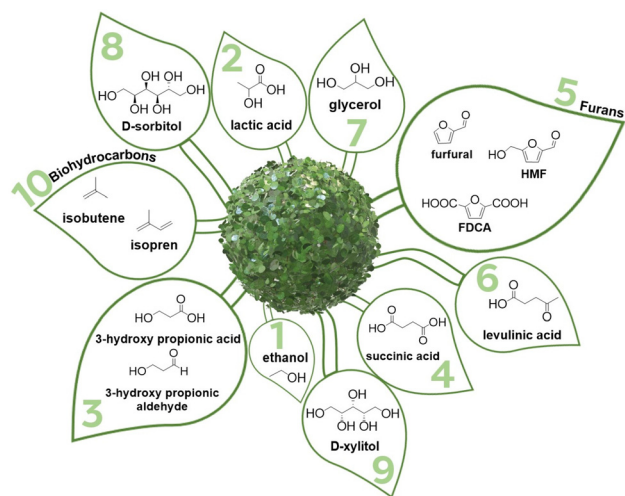 8
HO
OH
OH
OH
OH
OH
D-sorbitol
2
O
OH
OH
lactic acid
OH
HO
OH
glycerol
7
5
Furans
O
O
furfural
HO
O
O
HMF
HOOC
O
COOH
FDCA
10
Biohydrocarbons
isobutene
isopren
6
O
HO
O
levulinic acid
O
HO
OH
3-hydroxy propionic acid
O
HO
H
3-hydroxy propionic
aldehyde
3
1
ethanol
OH
O
HO
OH
O
succinic acid
4
HO
OH
OH
OH
OH
D-xylitol
9